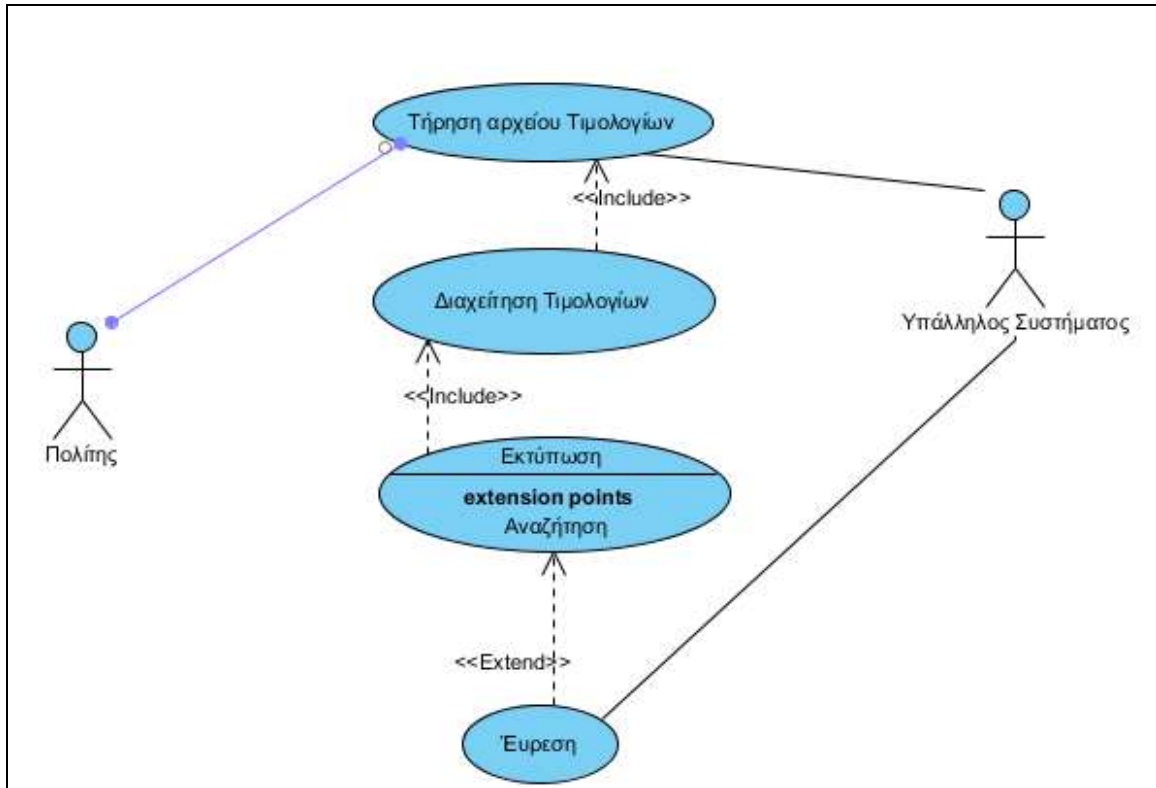 Τήρηση αρχείου Τιμολογίων
<<Include>>
Διαχείτηση Τιμολογίων
Υπάλληλος Συστήματος
<<Include>>
Πολίτης
Εκτύπωση
extension points
Αναζήτηση
<<Extend>>
Έυρεση